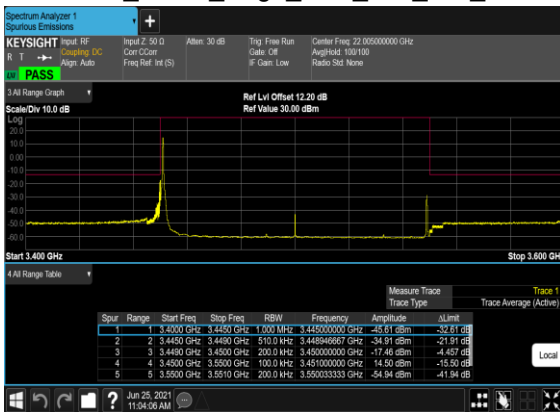 Spectrum Analyzer 1
Spurious Emissions
KEYSIGHT Input: RF Input Z: 50 Ω Atten: 30 dB Trig: Free Run Center Freq: 22.005000000 GHz
R T Coupling: DC Corr CCorr Gate: Off Avg|Hold: 100/100
Align: Auto Freq Ref: Int (S) IF Gain: Low Radio Std: None
LV PASS
3 All Range Graph
Ref Lvl Offset 12.20 dB
Scale/Div 10.0 dB Ref Value 30.00 dBm
Log
20.0
10.0
0.00
-10.0
-20.0
-30.0
-40.0
-50.0
-60.0
Start 3.400 GHz Stop 3.600 GH
4 All Range Table
Measure Trace Trace 1
Trace Type Trace Average (Active)
Spur Range Start Freq Stop Freq RBW Frequency Amplitude ΔLimit
1 1 3.4000 GHz 3.4450 GHz 1.000 MHz 3.445000000 GHz -45.61 dBm -32.61 dB
2 2 3.4450 GHz 3.4490 GHz 510.0 kHz 3.448946667 GHz -34.91 dBm -21.91 dB
3 3 3.4490 GHz 3.4500 GHz 200.0 kHz 3.450000000 GHz -17.46 dBm -4.457 dB
4 4 3.4500 GHz 3.5500 GHz 100.0 kHz 3.451000000 GHz 14.50 dBm -15.50 dB
5 5 3.5500 GHz 3.5510 GHz 200.0 kHz 3.550033333 GHz -54.94 dBm -41.94 dB
Local
? Jun 25, 2021
11:04:06 AM